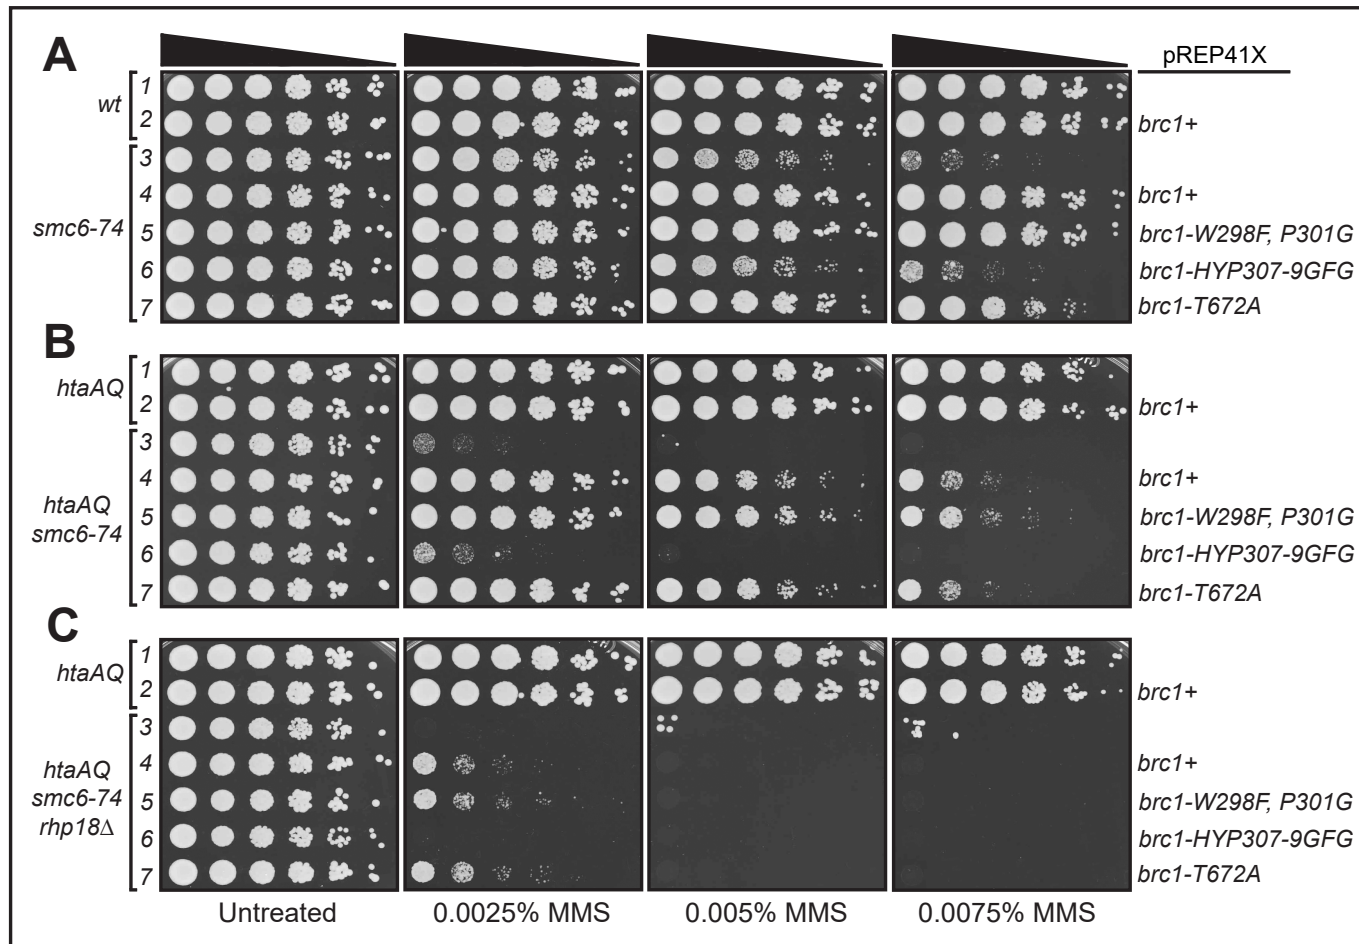 A
pREP41X
wt
1
2 brc1+
smc6-74
3
4 brc1+
5 brc1-W298F, P301G
6 brc1-HYP307-9GFG
7 brc1-T672A
B
htaAQ
1
2 brc1+
htaAQ
smc6-74
3
4 brc1+
5 brc1-W298F, P301G
6 brc1-HYP307-9GFG
7 brc1-T672A
C
htaAQ
1
2 brc1+
htaAQ
smc6-74
rhp18Δ
3
4 brc1+
5 brc1-W298F, P301G
6 brc1-HYP307-9GFG
7 brc1-T672A
Untreated 0.0025% MMS 0.005% MMS 0.0075% MMS